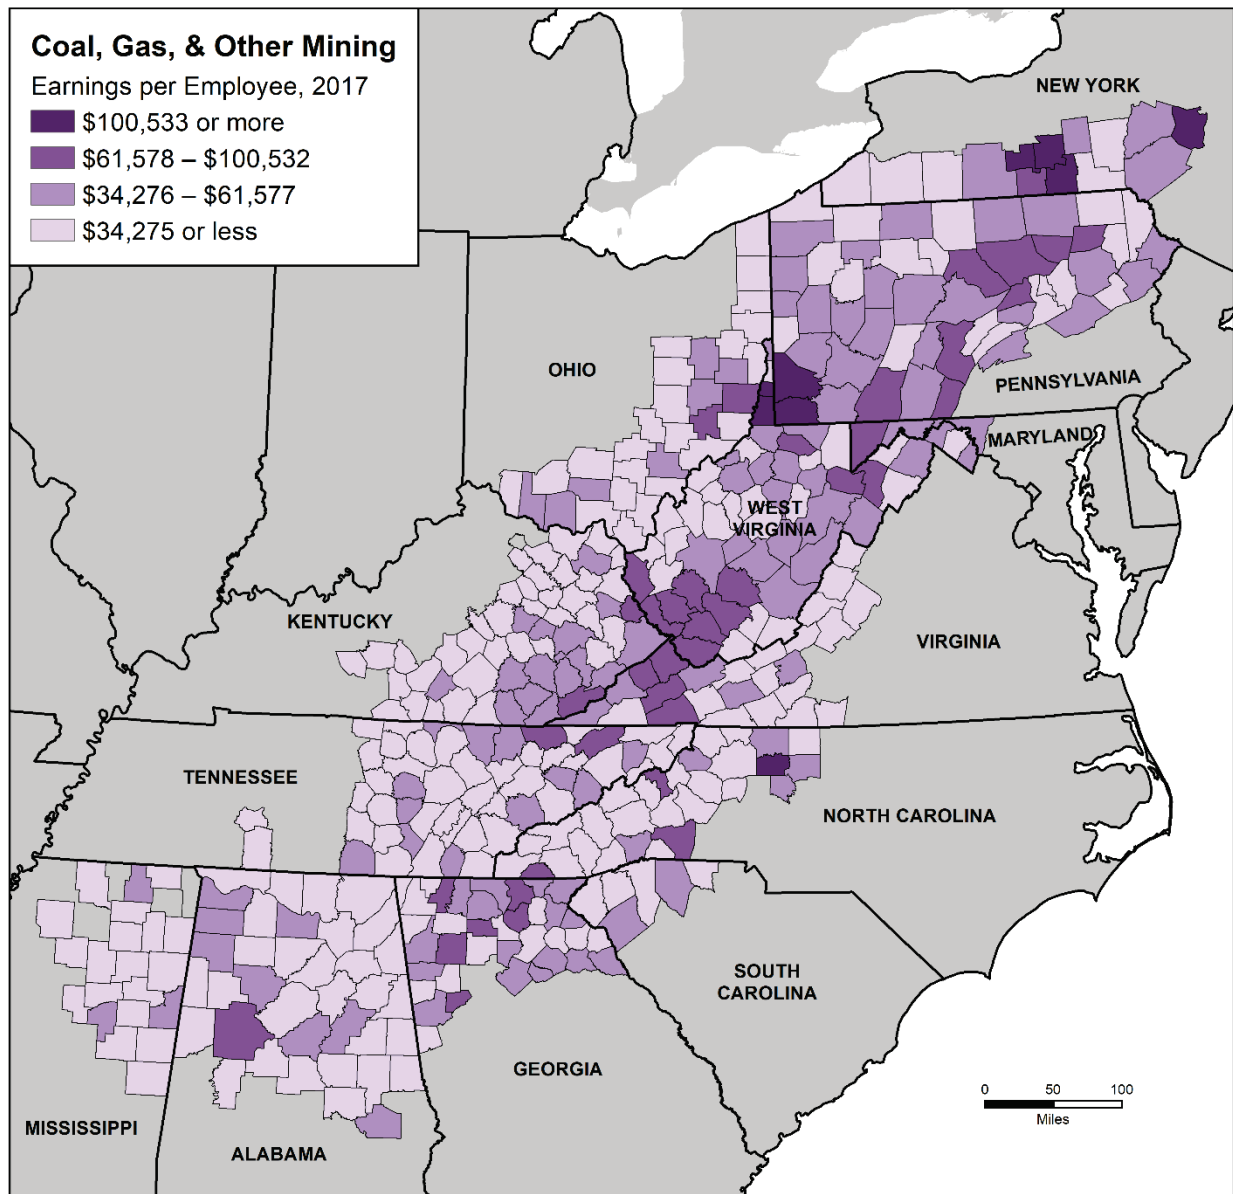 Coal, Gas, & Other Mining
Earnings per Employee, 2017
$100,533 or more
$61,578 – $100,532
$34,276 – $61,577
$34,275 or less
NEW YORK
OHIO
PENNSYLVANIA
MARYLAND
WEST
VIRGINIA
KENTUCKY
VIRGINIA
TENNESSEE
NORTH CAROLINA
SOUTH
CAROLINA
GEORGIA
MISSISSIPPI
ALABAMA
0 50 100
Miles